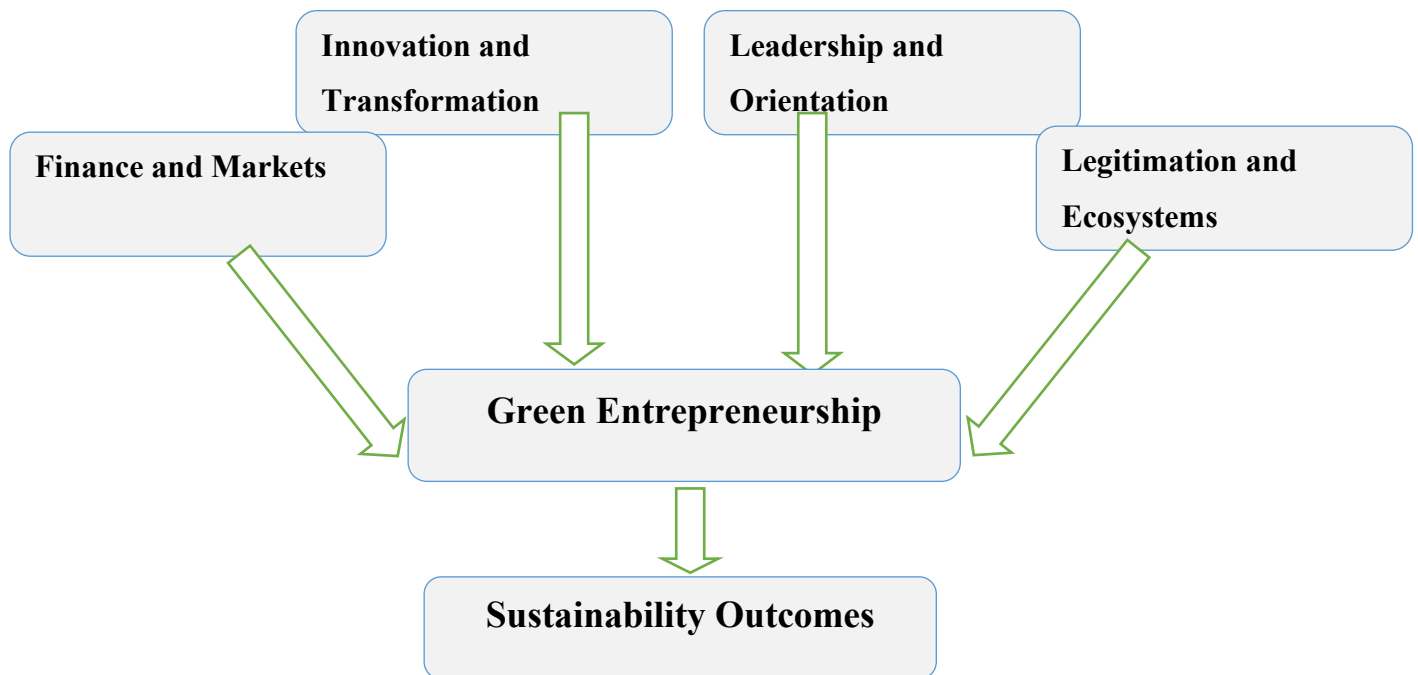 Innovation and
Transformation
Leadership and
Orientation
Finance and Markets
Legitimation and
Ecosystems
Green Entrepreneurship
Sustainability Outcomes